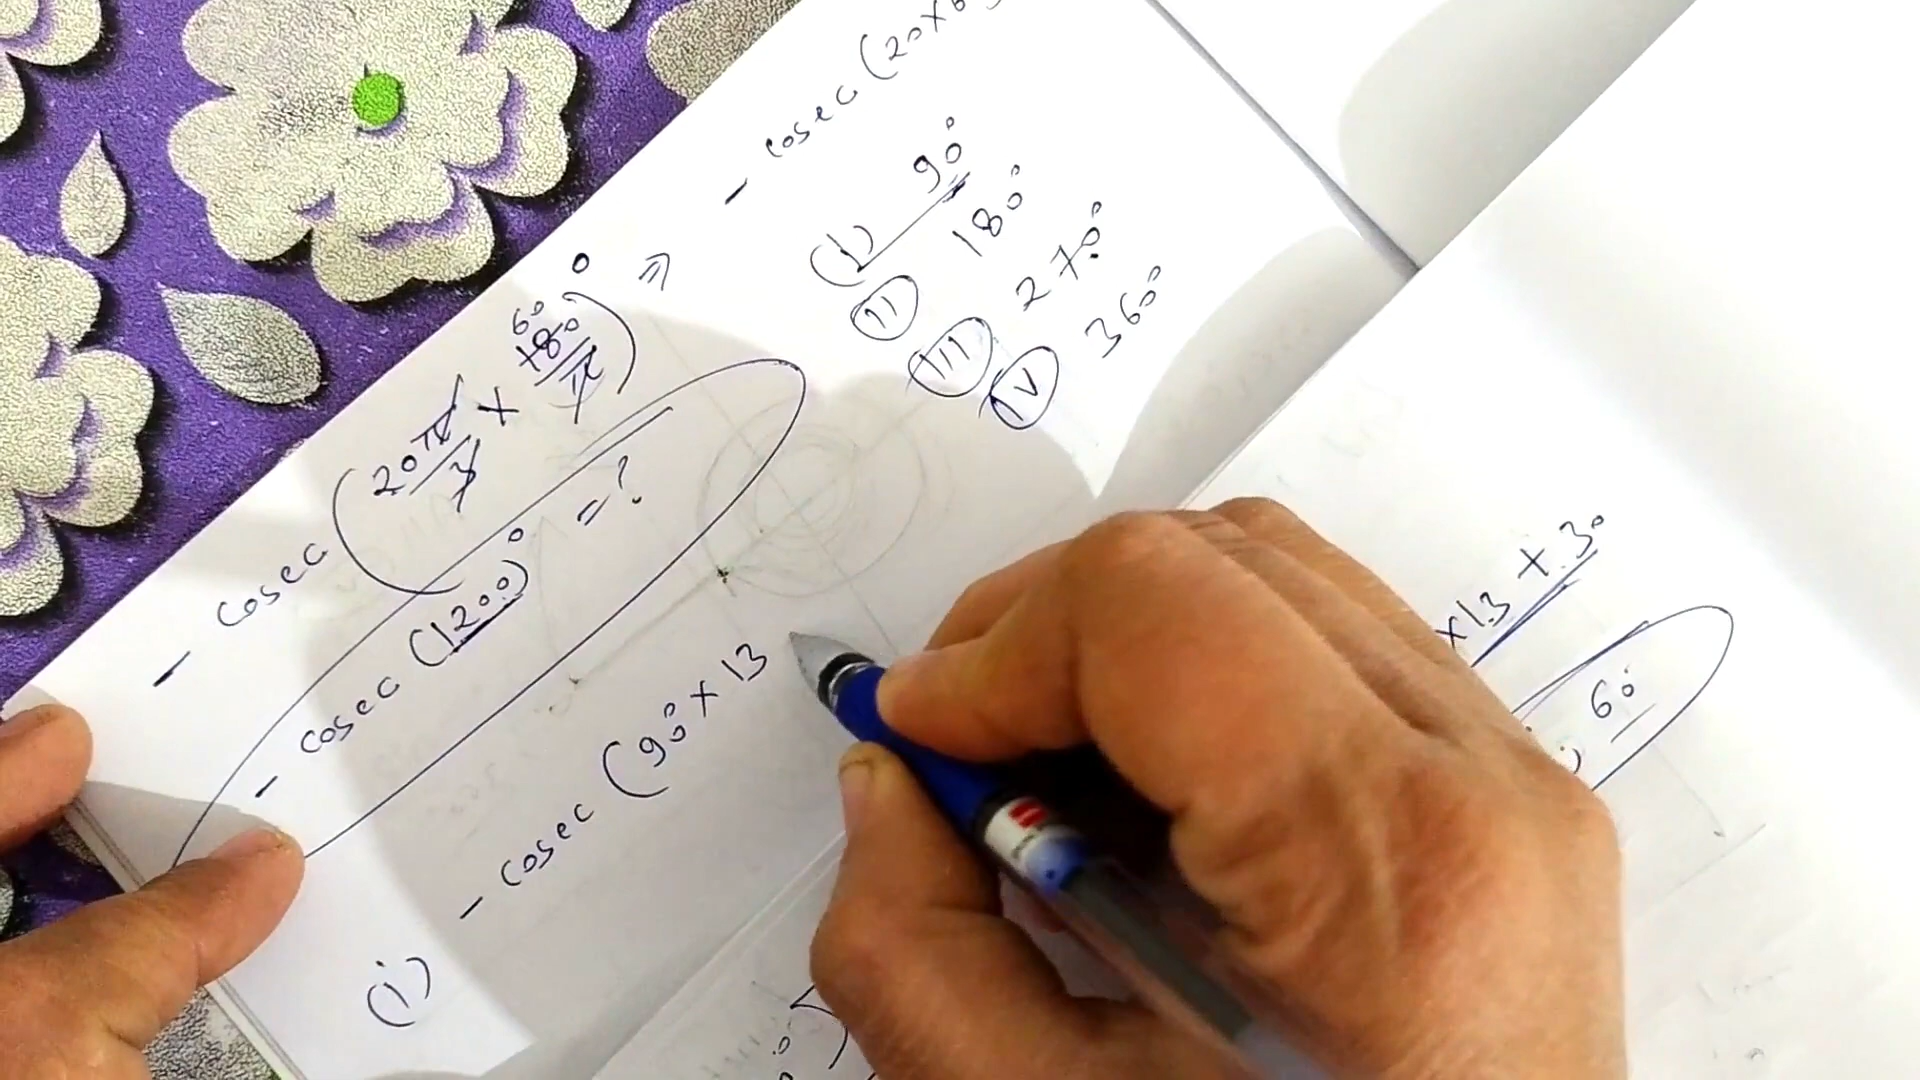 - cosec (20π/3 × 180/π)° ⇒
60
- cosec (20×6
- cosec (1200)° = ?
(I) 90°
(II) 180°
(III) 270°
(IV) 360°
(i) - cosec (90° × 13
×13 + 30
60